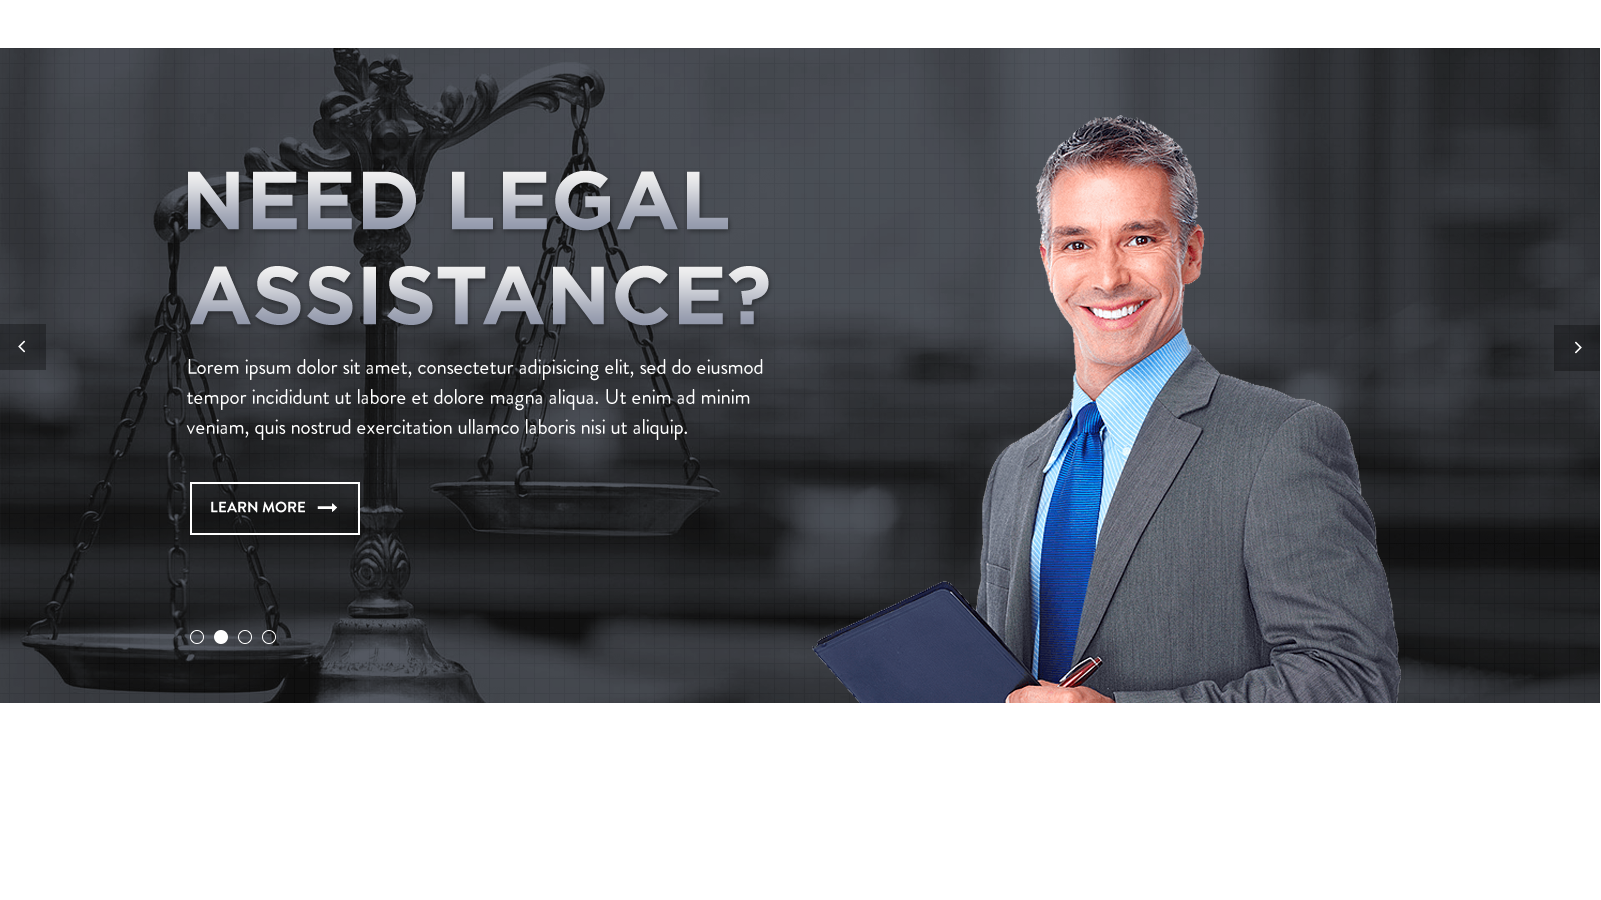 NEED LEGAL
ASSISTANCE?
Lorem ipsum dolor sit amet, consectetur adipisicing elit, sed do eiusmod
tempor incididunt ut labore et dolore magna aliqua. Ut enim ad minim
veniam, quis nostrud exercitation ullamco laboris nisi ut aliquip.
LEARN MORE